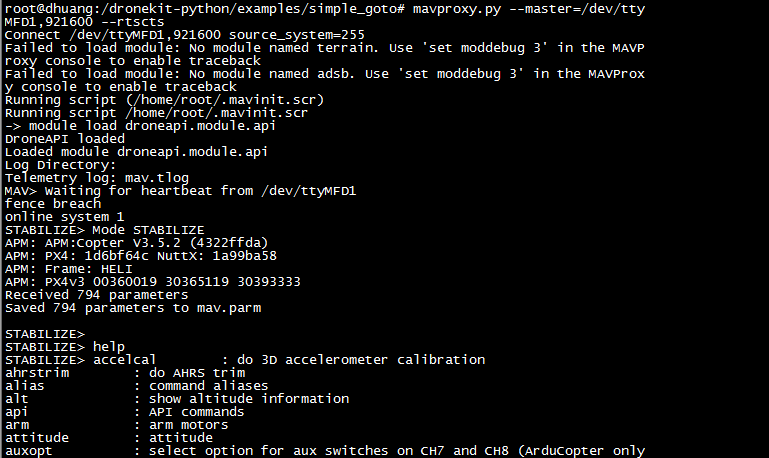 root@dhuang:/dronekit-python/examples/simple_goto# mavproxy.py --master=/dev/tty
MFD1,921600 --rtscts
Connect /dev/ttyMFD1,921600 source_system=255
Failed to load module: No module named terrain. Use 'set moddebug 3' in the MAVP
roxy console to enable traceback
Failed to load module: No module named adsb. Use 'set moddebug 3' in the MAVProx
y console to enable traceback
Running script (/home/root/.mavinit.scr)
Running script /home/root/.mavinit.scr
-> module load droneapi.module.api
DroneAPI loaded
Loaded module droneapi.module.api
Log Directory:
Telemetry log: mav.tlog
MAV> Waiting for heartbeat from /dev/ttyMFD1
fence breach
online system 1
STABILIZE> Mode STABILIZE
APM: APM:Copter V3.5.2 (4322ffda)
APM: PX4: 1d6bf64c NuttX: 1a99ba58
APM: Frame: HELI
APM: PX4v3 00360019 30365119 30393333
Received 794 parameters
Saved 794 parameters to mav.parm
STABILIZE>
STABILIZE> help
STABILIZE> accelcal        : do 3D accelerometer calibration
ahrstrim        : do AHRS trim
alias           : command aliases
alt             : show altitude information
api             : API commands
arm             : arm motors
attitude        : attitude
auxopt          : select option for aux switches on CH7 and CH8 (ArduCopter only